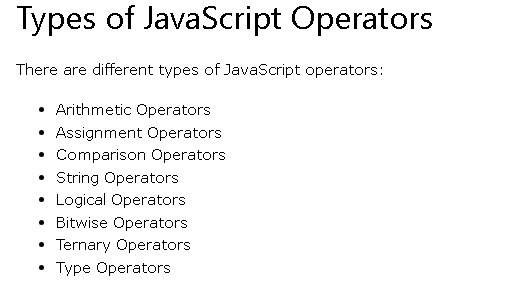 Types of JavaScript Operators
There are different types of JavaScript operators:
• Arithmetic Operators
• Assignment Operators
• Comparison Operators
• String Operators
• Logical Operators
• Bitwise Operators
• Ternary Operators
• Type Operators